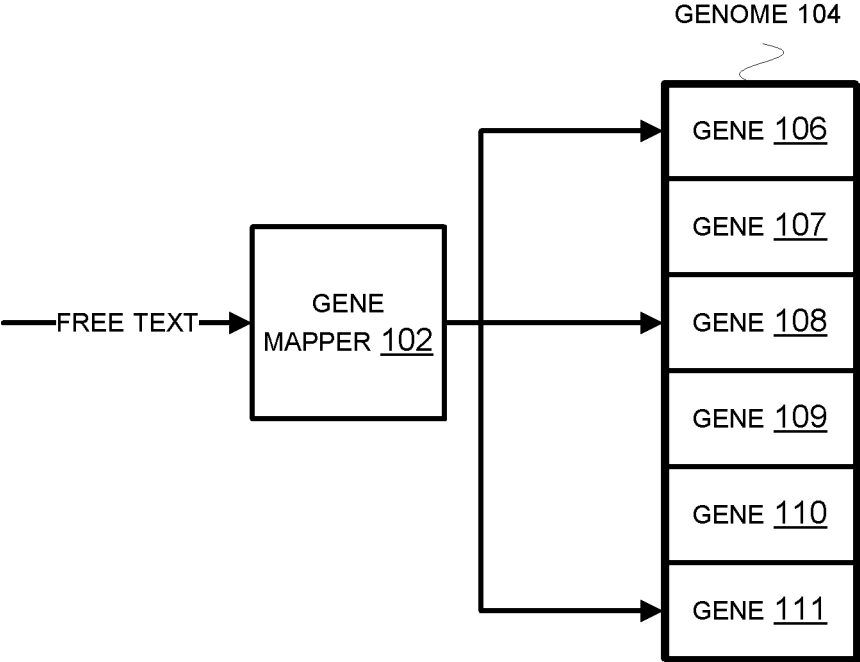 GENOME 104
GENE 106
GENE 107
FREE TEXT
GENE
MAPPER 102
GENE 108
GENE 109
GENE 110
GENE 111